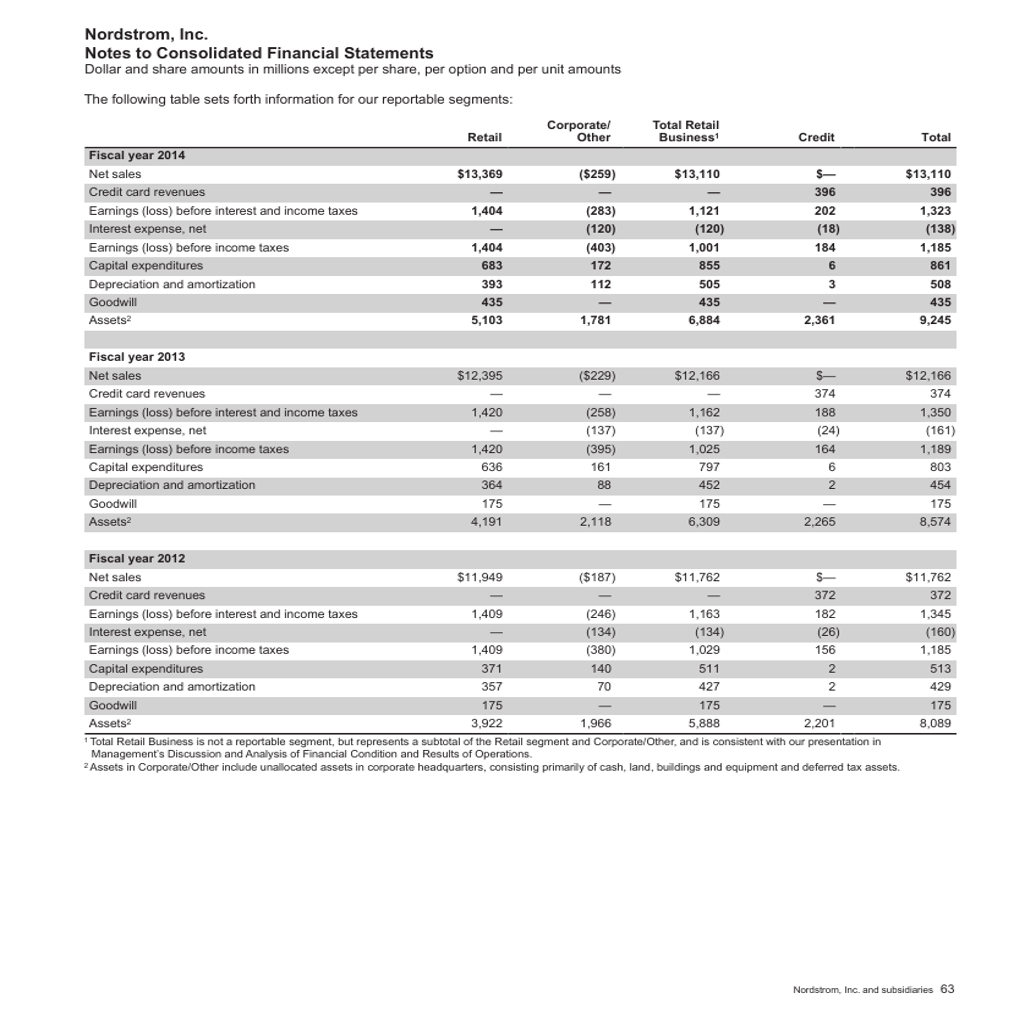 Nordstrom, Inc.
Notes to Consolidated Financial Statements
Dollar and share amounts in millions except per share, per option and per unit amounts
The following table sets forth information for our reportable segments:
Retail Corporate/ Other Total Retail Business¹ Credit Total
Fiscal year 2014
Net sales $13,369 ($259) $13,110 $— $13,110
Credit card revenues — — — 396 396
Earnings (loss) before interest and income taxes 1,404 (283) 1,121 202 1,323
Interest expense, net — (120) (120) (18) (138)
Earnings (loss) before income taxes 1,404 (403) 1,001 184 1,185
Capital expenditures 683 172 855 6 861
Depreciation and amortization 393 112 505 3 508
Goodwill 435 — 435 — 435
Assets² 5,103 1,781 6,884 2,361 9,245
Fiscal year 2013
Net sales $12,395 ($229) $12,166 $— $12,166
Credit card revenues — — — 374 374
Earnings (loss) before interest and income taxes 1,420 (258) 1,162 188 1,350
Interest expense, net — (137) (137) (24) (161)
Earnings (loss) before income taxes 1,420 (395) 1,025 164 1,189
Capital expenditures 636 161 797 6 803
Depreciation and amortization 364 88 452 2 454
Goodwill 175 — 175 — 175
Assets² 4,191 2,118 6,309 2,265 8,574
Fiscal year 2012
Net sales $11,949 ($187) $11,762 $— $11,762
Credit card revenues — — — 372 372
Earnings (loss) before interest and income taxes 1,409 (246) 1,163 182 1,345
Interest expense, net — (134) (134) (26) (160)
Earnings (loss) before income taxes 1,409 (380) 1,029 156 1,185
Capital expenditures 371 140 511 2 513
Depreciation and amortization 357 70 427 2 429
Goodwill 175 — 175 — 175
Assets² 3,922 1,966 5,888 2,201 8,089
¹ Total Retail Business is not a reportable segment, but represents a subtotal of the Retail segment and Corporate/Other, and is consistent with our presentation in
Management's Discussion and Analysis of Financial Condition and Results of Operations.
² Assets in Corporate/Other include unallocated assets in corporate headquarters, consisting primarily of cash, land, buildings and equipment and deferred tax assets.
Nordstrom, Inc. and subsidiaries 63